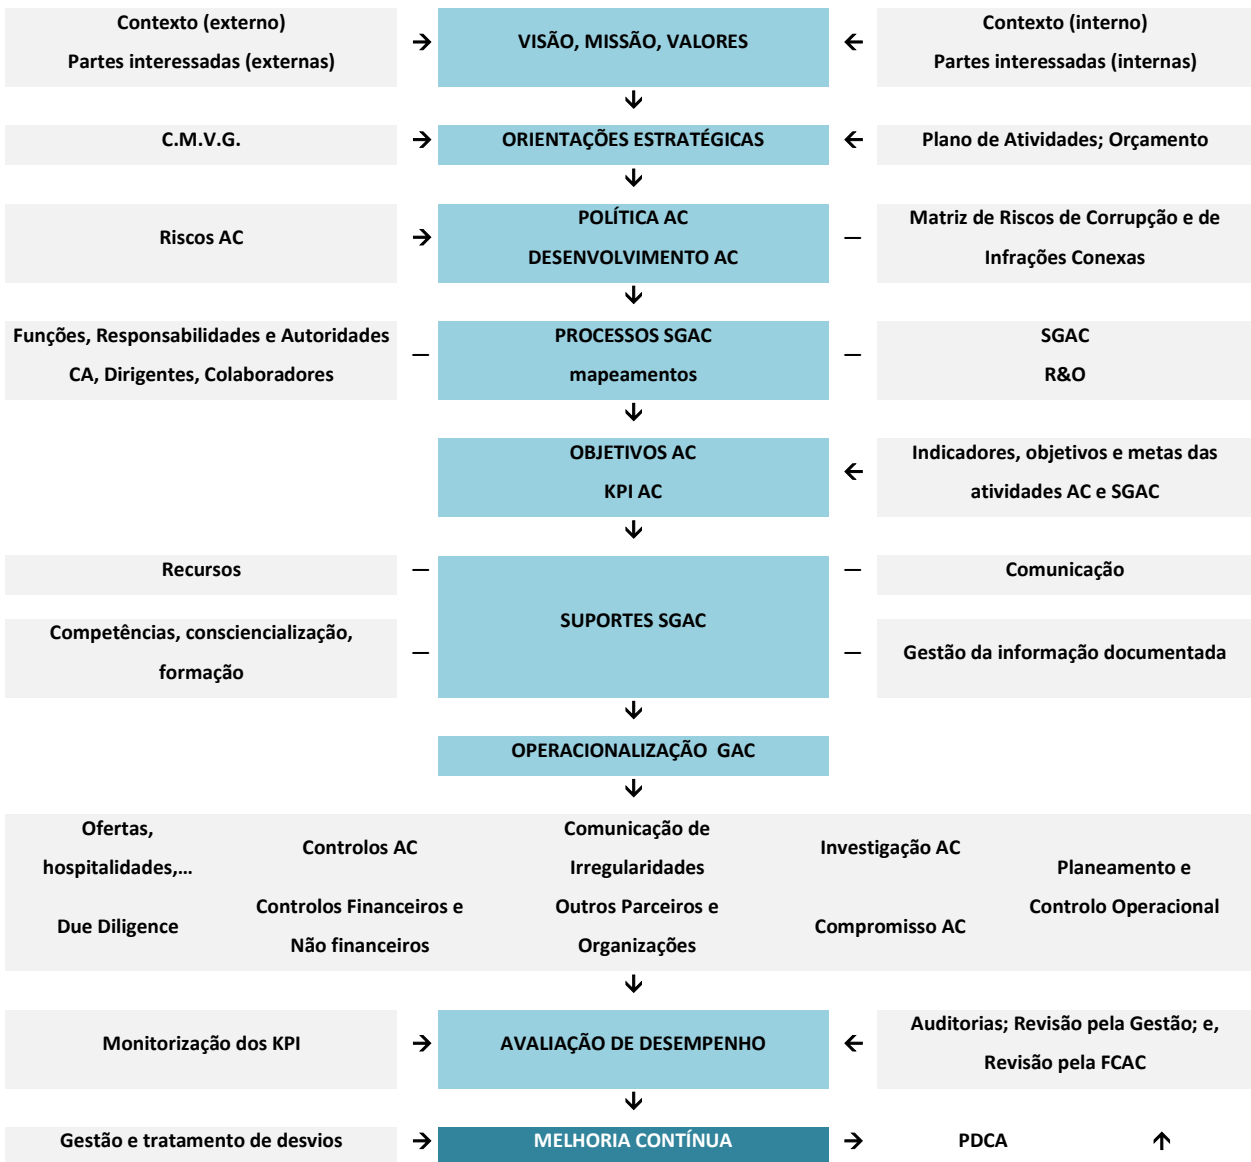 Contexto (externo)
Partes interessadas (externas)
→
VISÃO, MISSÃO, VALORES
←
Contexto (interno)
Partes interessadas (internas)
↓
C.M.V.G.
→
ORIENTAÇÕES ESTRATÉGICAS
←
Plano de Atividades; Orçamento
↓
Riscos AC
→
POLÍTICA AC
DESENVOLVIMENTO AC
—
Matriz de Riscos de Corrupção e de
Infrações Conexas
↓
Funções, Responsabilidades e Autoridades
CA, Dirigentes, Colaboradores
—
PROCESSOS SGAC
mapeamentos
—
SGAC
R&O
↓
OBJETIVOS AC
KPI AC
←
Indicadores, objetivos e metas das
atividades AC e SGAC
↓
Recursos
—
Competências, consciencialização,
formação
—
SUPORTES SGAC
—
Comunicação
—
Gestão da informação documentada
↓
OPERACIONALIZAÇÃO  GAC
↓
Ofertas,
hospitalidades,...
Controlos AC
Comunicação de
Irregularidades
Investigação AC
Planeamento e
Controlo Operacional
Due Diligence
Controlos Financeiros e
Não financeiros
Outros Parceiros e
Organizações
Compromisso AC
↓
Monitorização dos KPI
→
AVALIAÇÃO DE DESEMPENHO
←
Auditorias; Revisão pela Gestão; e,
Revisão pela FCAC
↓
Gestão e tratamento de desvios
→
MELHORIA CONTÍNUA
→
PDCA
↑